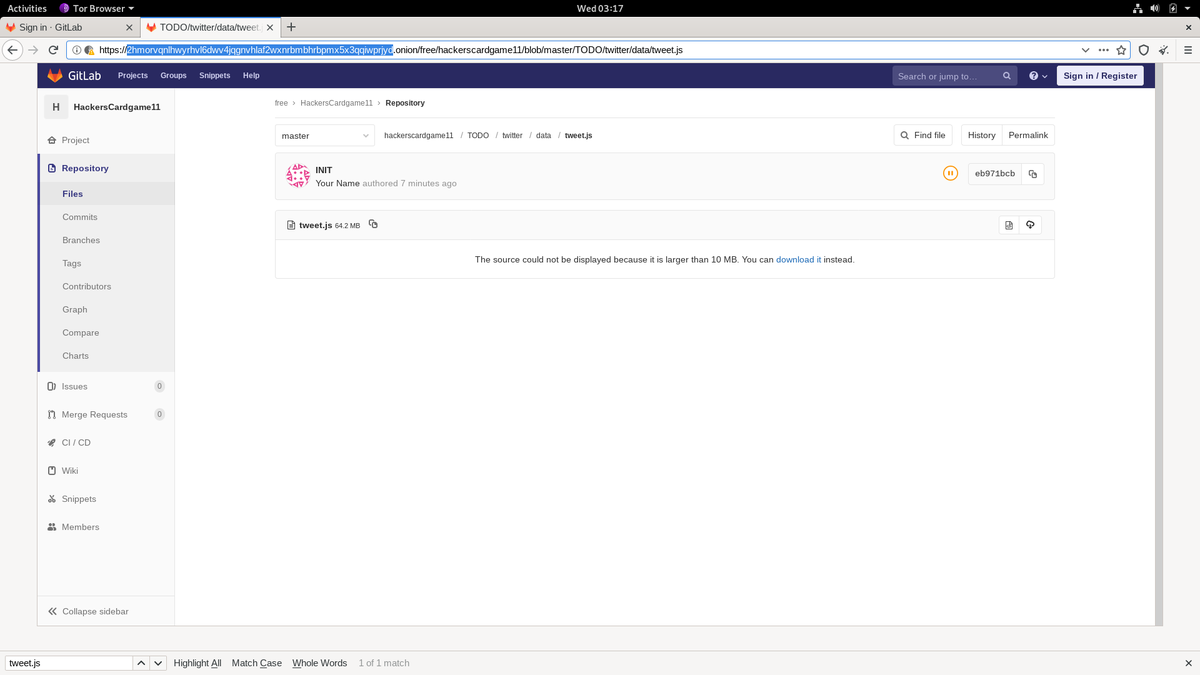 Activities Tor Browser Wed 03:17
Sign in · GitLab TODO/twitter/data/tweet.
https://2hmorvqnlhwyrhvl6dwv4jqgnvhlaf2wxnrbmbhrbpmx5x3qqiwprjyd.onion/free/hackerscardgame11/blob/master/TODO/twitter/data/tweet.js
GitLab Projects Groups Snippets Help Search or jump to… Sign in / Register
H HackersCardgame11
Project
Repository
Files
Commits
Branches
Tags
Contributors
Graph
Compare
Charts
Issues 0
Merge Requests 0
CI / CD
Wiki
Snippets
Members
Collapse sidebar
free › HackersCardgame11 › Repository
master hackerscardgame11 / TODO / twitter / data / tweet.js Find file History Permalink
INIT
Your Name authored 7 minutes ago eb971bcb
tweet.js 64.2 MB
The source could not be displayed because it is larger than 10 MB. You can download it instead.
tweet.js Highlight All Match Case Whole Words 1 of 1 match